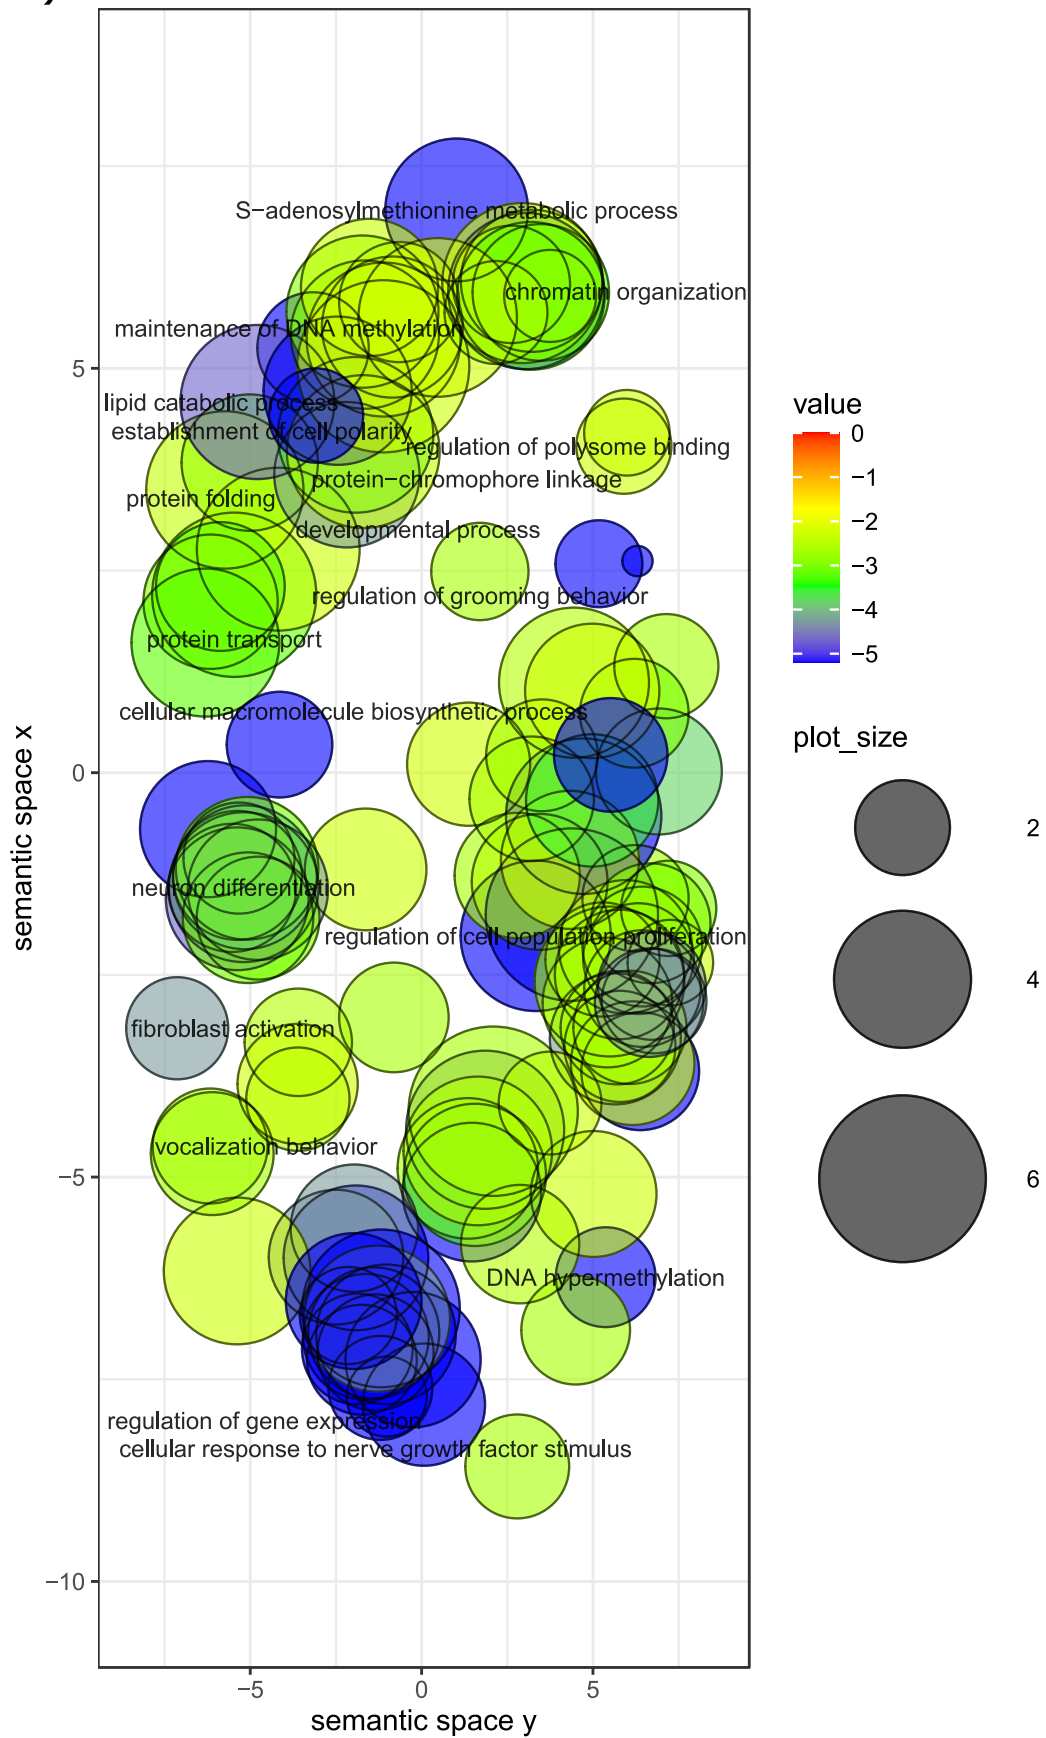 )
S−adenosylmethionine metabolic process
chromatin organization
maintenance of DNA methylation
5
lipid catabolic process
establishment of cell polarity
regulation of polysome binding
protein−chromophore linkage
protein folding
developmental process
regulation of grooming behavior
protein transport
cellular macromolecule biosynthetic process
0
semantic space x
neuron differentiation
regulation of cell population proliferation
fibroblast activation
vocalization behavior
−5
DNA hypermethylation
regulation of gene expression
cellular response to nerve growth factor stimulus
−10
−5
0
5
semantic space y
value
0
−1
−2
−3
−4
−5
plot_size
2
4
6